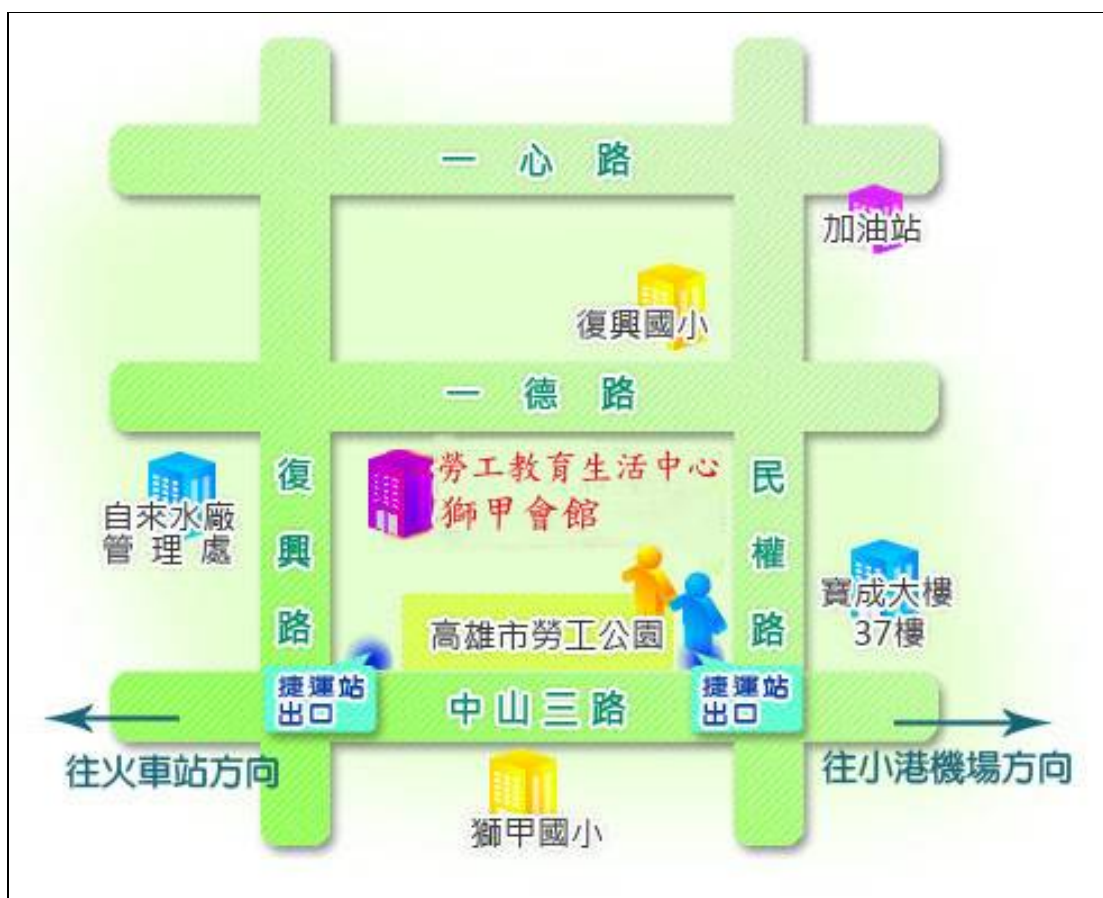 一心路
加油站
復興國小
一德路
勞工教育生活中心
獅甲會館
復興路
民權路
自來水廠
管理處
寶成大樓
37樓
高雄市勞工公園
捷運站
出口
中山三路
捷運站
出口
往火車站方向
往小港機場方向
獅甲國小